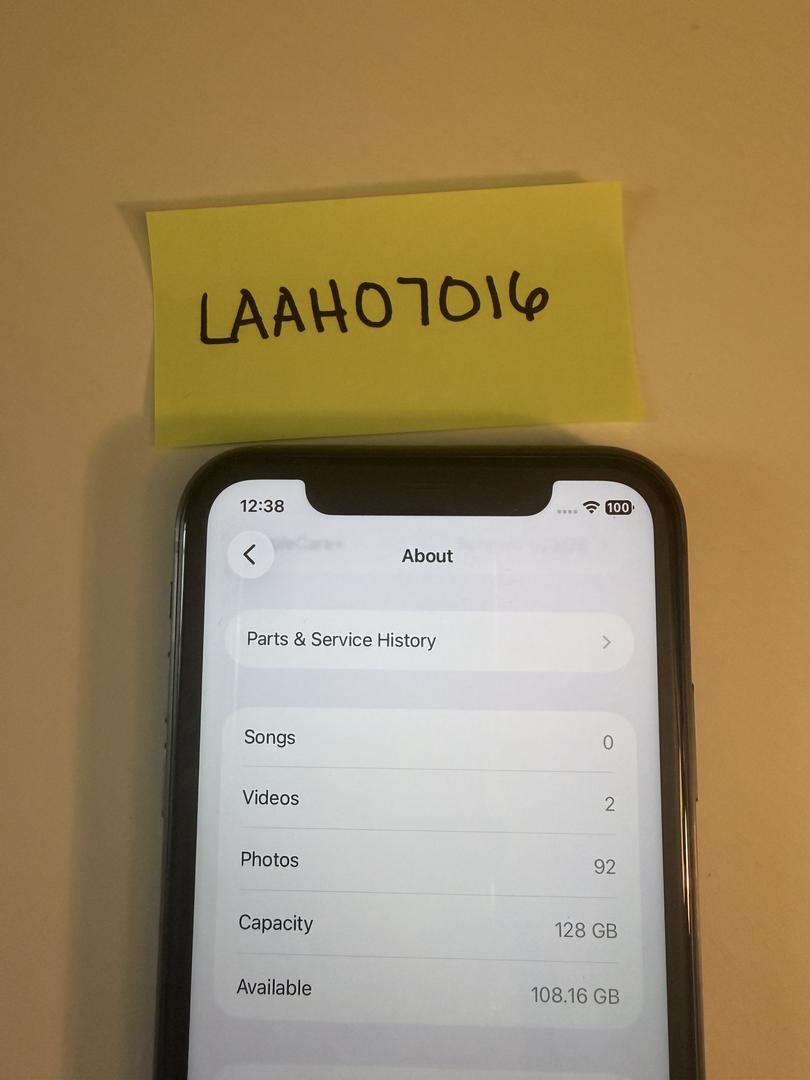 LAAH07016
12:38
100
About
Parts & Service History
Songs 0
Videos 2
Photos 92
Capacity 128 GB
Available 108.16 GB